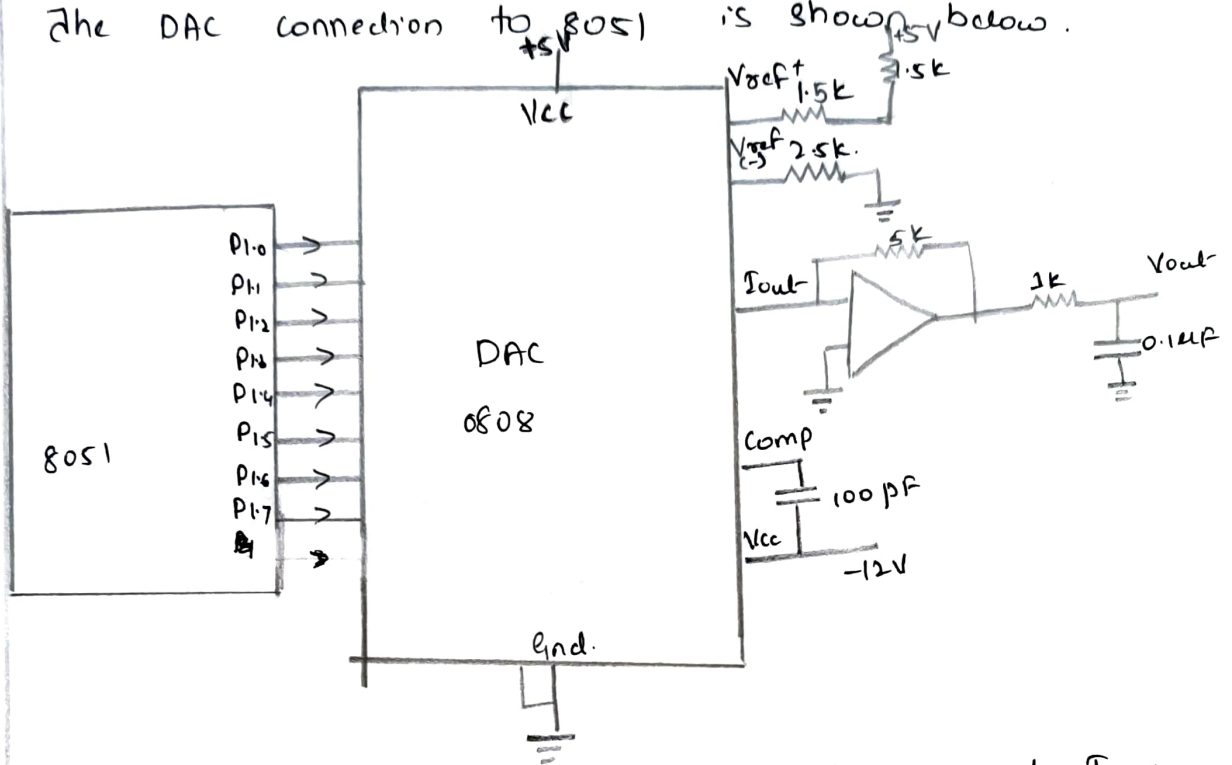 The DAC connection to 8051 is shown below.
+5V
+5V
1.5k
Vref+
1.5k
Vcc
Vref
(-)
2.5k.
5k
P1.0
P1.1
P1.2
P1.3
P1.4
P1.5
P1.6
P1.7
8051
DAC
0808
Iout
1k
Vout
0.1μF
Comp
100 pF
Vcc
-12V
Gnd.